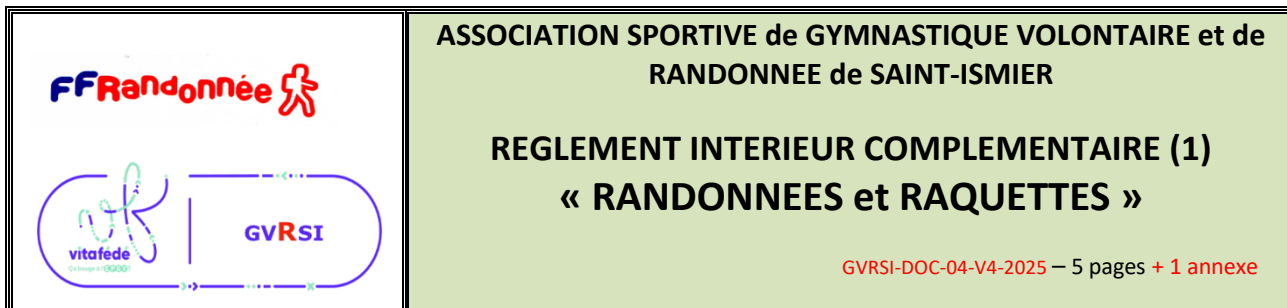 FFRandonnée
vitafédé
GVRSI
ASSOCIATION SPORTIVE de GYMNASTIQUE VOLONTAIRE et de
RANDONNEE de SAINT-ISMIER
REGLEMENT INTERIEUR COMPLEMENTAIRE (1)
« RANDONNEES et RAQUETTES »
GVRSI-DOC-04-V4-2025 – 5 pages + 1 annexe